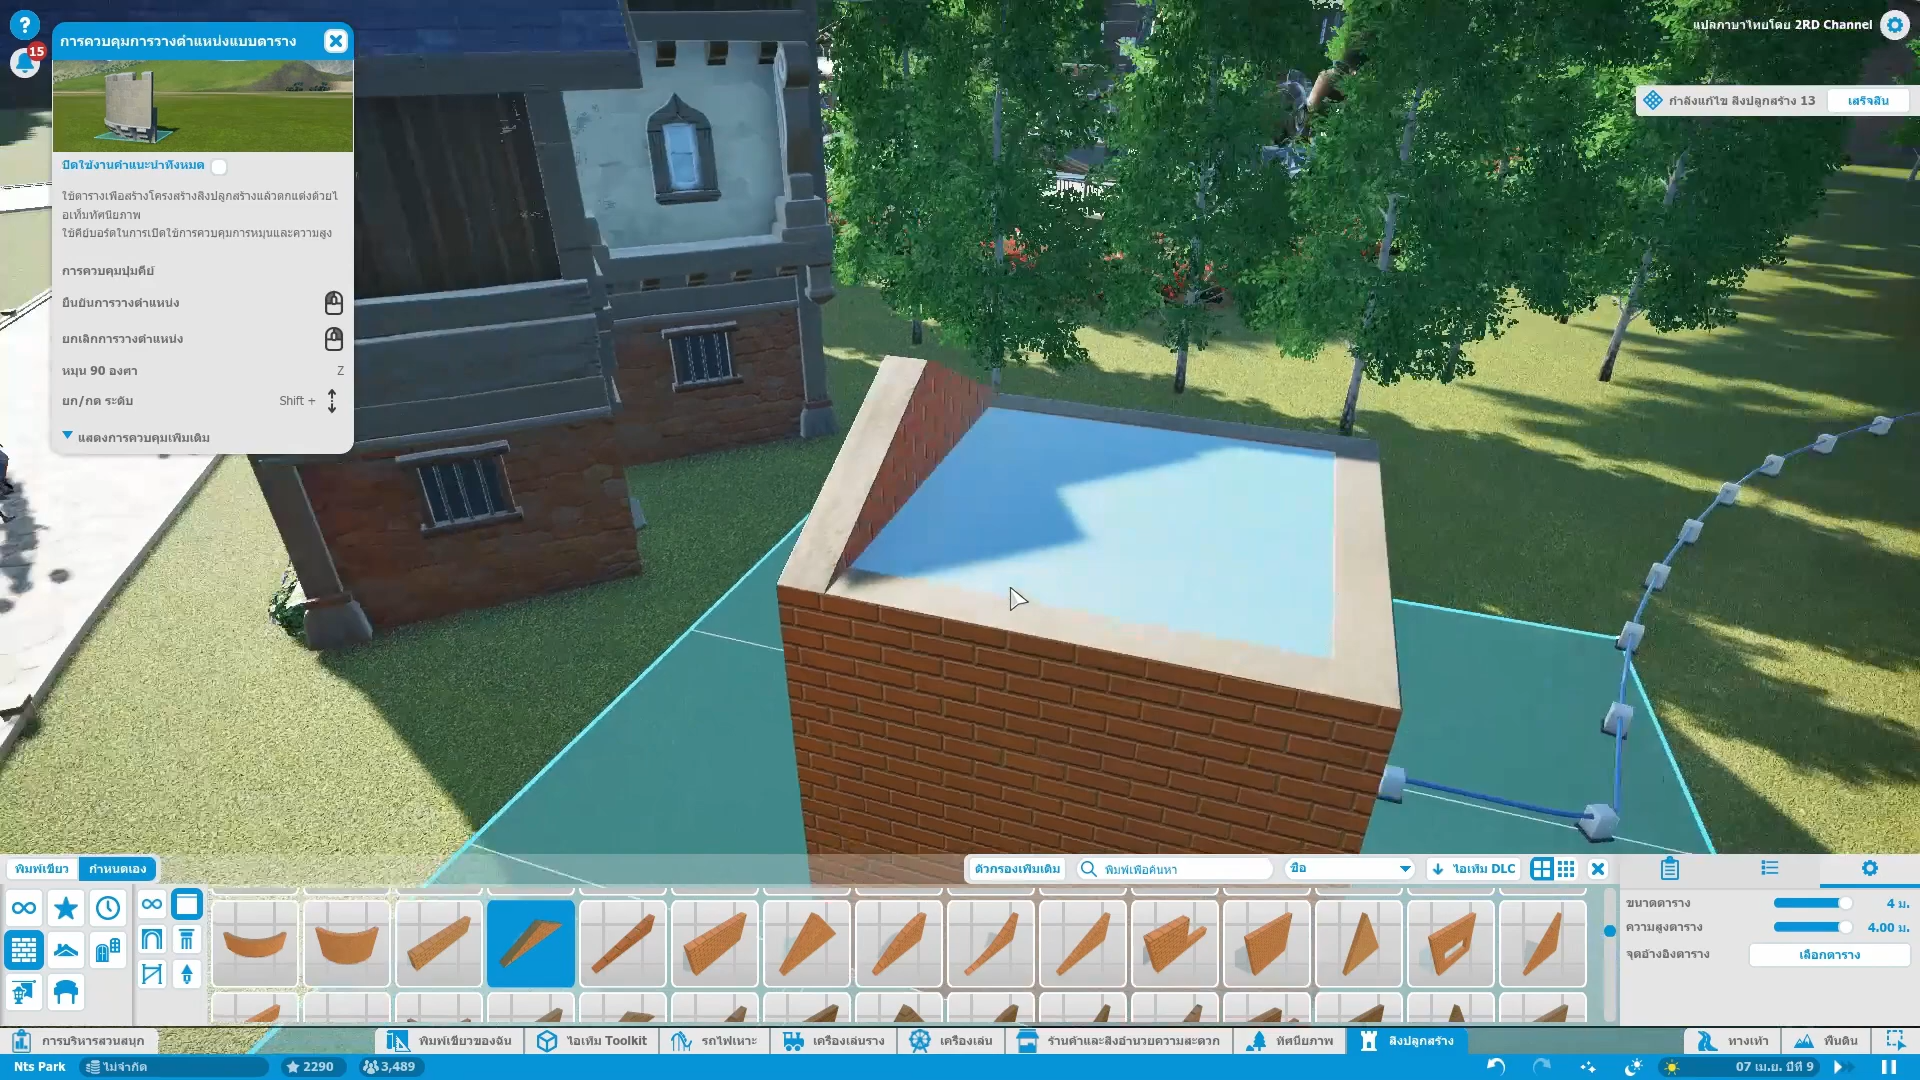 ?
15
การควบคุมการวางตำแหน่งแบบตาราง
แปลภาษาไทยโดย 2RD Channel
กำลังแก้ไข สิ่งปลูกสร้าง 13
เสร็จสิ้น
ปิดใช้งานคำแนะนำทั้งหมด
ใช้ตารางเพื่อสร้างโครงสร้างสิ่งปลูกสร้างแล้วตกแต่งด้วยไ
อเท็มทัศนียภาพ
ใช้คีย์บอร์ดในการเปิดใช้การควบคุมการหมุนและความสูง
การควบคุมปุ่มคีย์
ยืนยันการวางตำแหน่ง
ยกเลิกการวางตำแหน่ง
หมุน 90 องศา Z
ยก/กด ระดับ Shift +
แสดงการควบคุมเพิ่มเติม
พิมพ์เขียว
กำหนดเอง
ตัวกรองเพิ่มเติม
พิมพ์เพื่อค้นหา
ชื่อ
ไอเท็ม DLC
ขนาดตาราง 4 ม.
ความสูงตาราง 4.00 ม.
จุดอ้างอิงตาราง เลือกตาราง
การบริหารสวนสนุก
พิมพ์เขียวของฉัน
ไอเท็ม Toolkit
รถไฟเหาะ
เครื่องเล่นราง
เครื่องเล่น
ร้านค้าและสิ่งอำนวยความสะดวก
ทัศนียภาพ
สิ่งปลูกสร้าง
ทางเท้า
พื้นดิน
Nts Park
ไม่จำกัด
2290
3,489
07 เม.ย. ปีที่ 9